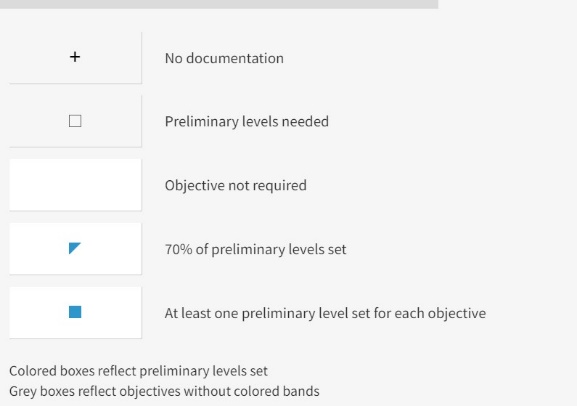 + No documentation
Preliminary levels needed
Objective not required
70% of preliminary levels set
At least one preliminary level set for each objective
Colored boxes reflect preliminary levels set
Grey boxes reflect objectives without colored bands